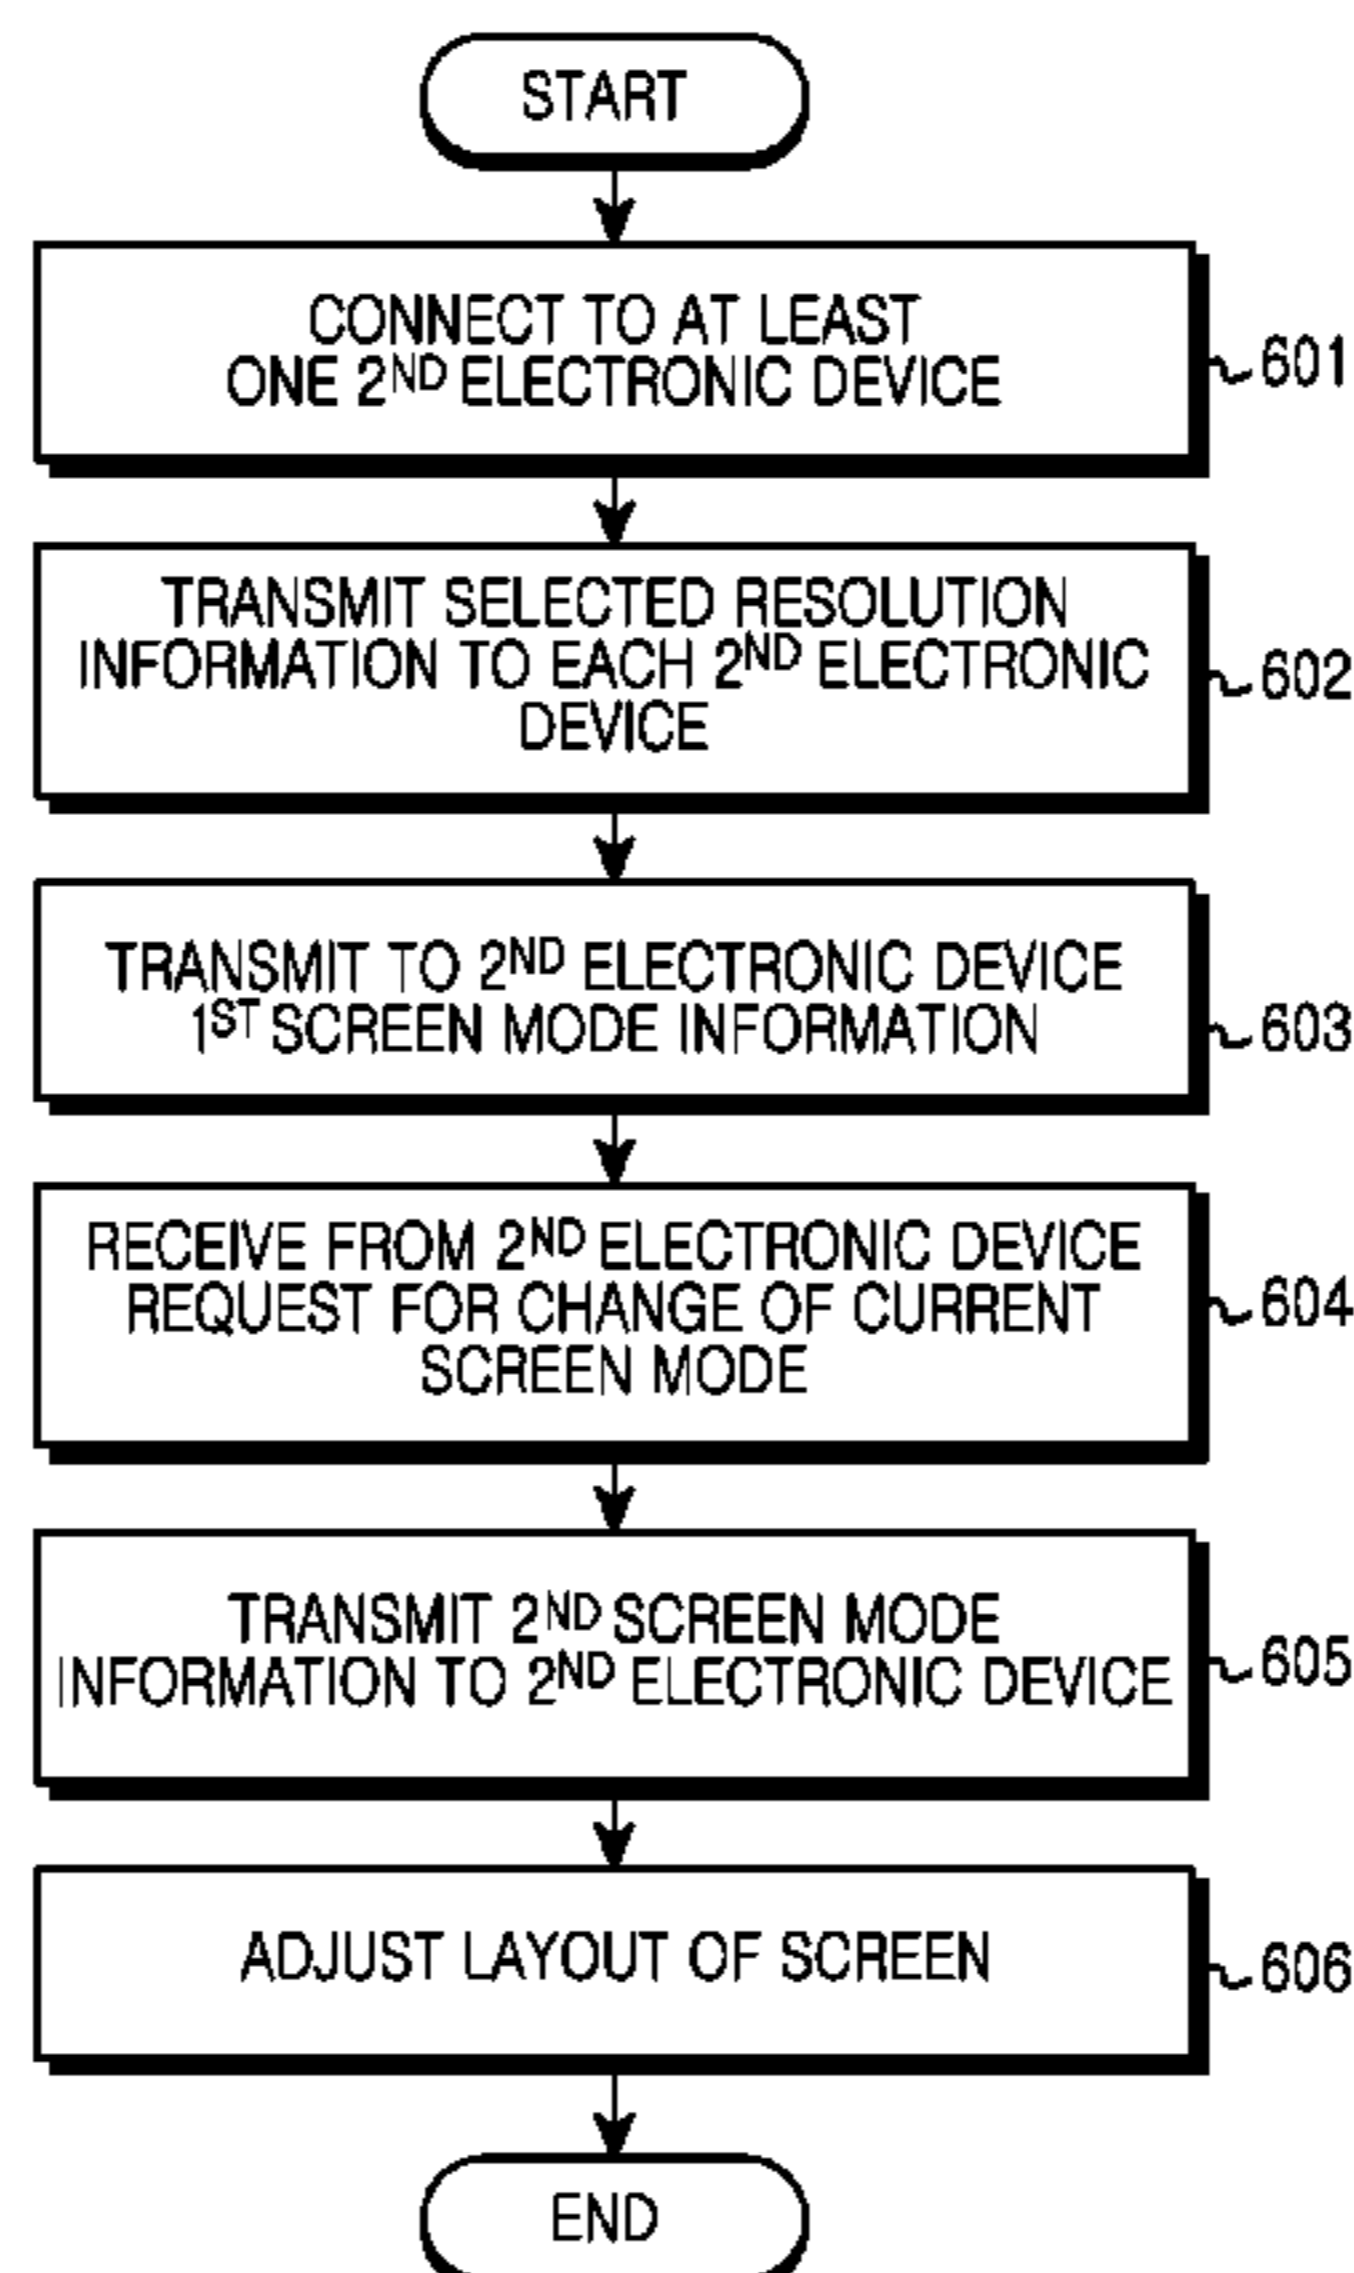 START
CONNECT TO AT LEAST
ONE 2ND ELECTRONIC DEVICE
601
TRANSMIT SELECTED RESOLUTION
INFORMATION TO EACH 2ND ELECTRONIC
DEVICE
602
TRANSMIT TO 2ND ELECTRONIC DEVICE
1ST SCREEN MODE INFORMATION
603
RECEIVE FROM 2ND ELECTRONIC DEVICE
REQUEST FOR CHANGE OF CURRENT
SCREEN MODE
604
TRANSMIT 2ND SCREEN MODE
INFORMATION TO 2ND ELECTRONIC DEVICE
605
ADJUST LAYOUT OF SCREEN
606
END